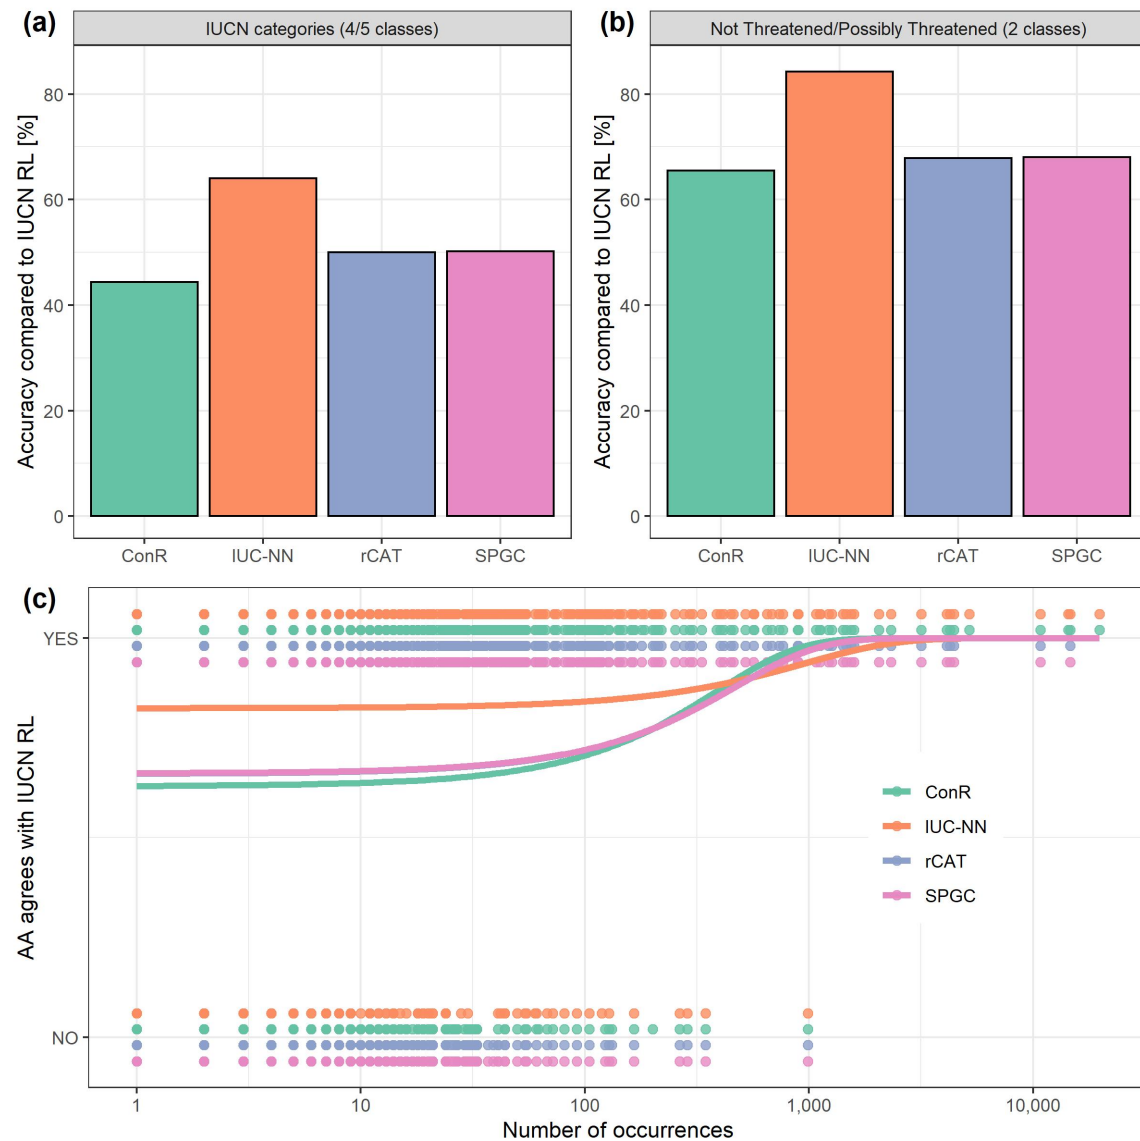 (a)
IUCN categories (4/5 classes)
Accuracy compared to IUCN RL [%]
80
60
40
20
0
ConR IUC-NN rCAT SPGC
(b)
Not Threatened/Possibly Threatened (2 classes)
Accuracy compared to IUCN RL [%]
80
60
40
20
0
ConR IUC-NN rCAT SPGC
(c)
AA agrees with IUCN RL
YES
NO
ConR
IUC-NN
rCAT
SPGC
1 10 100 1,000 10,000
Number of occurrences